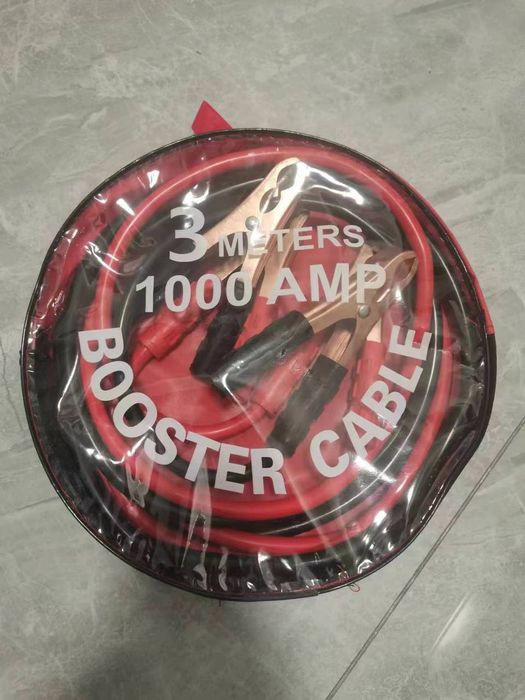 3 METERS
1000 AMP
BOOSTER CABLE